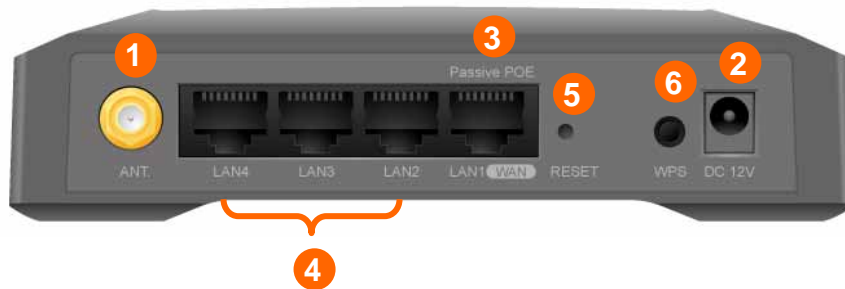 1
3
2
Passive POE
5
6
ANT.
LAN4
LAN3
LAN2
LAN1 WAN
RESET
WPS
DC 12V
4